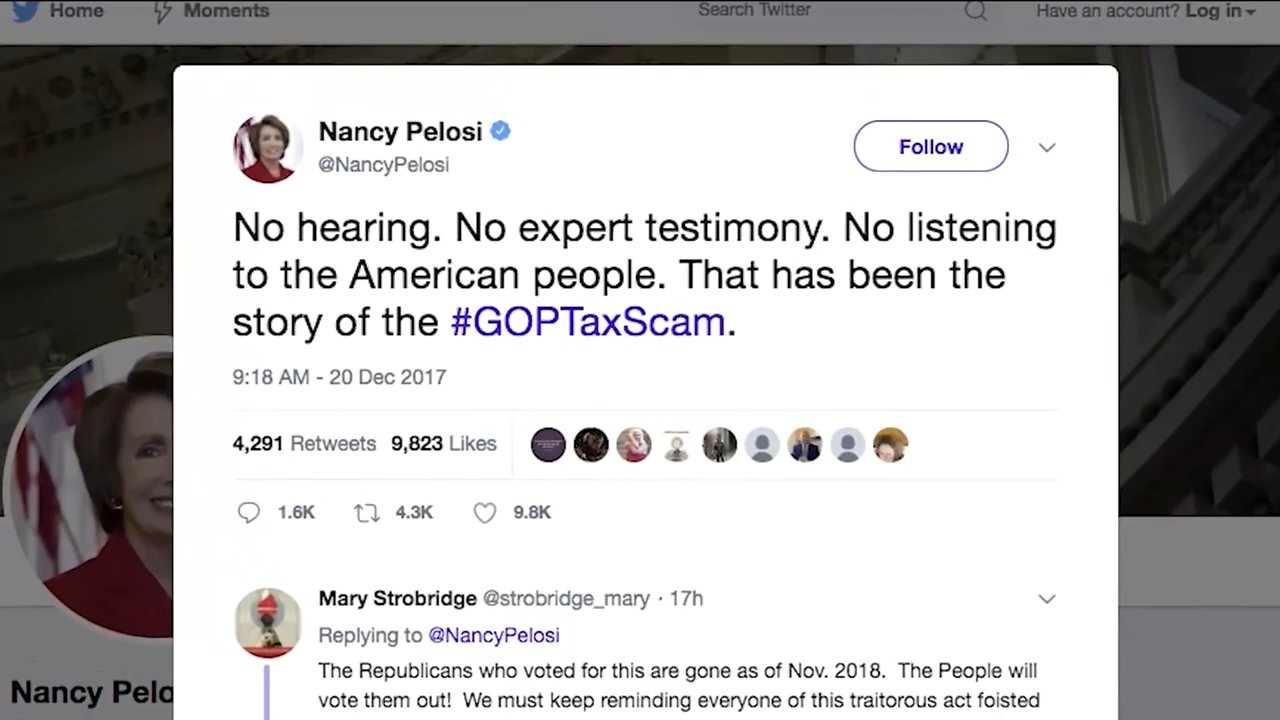 Home Moments Search Twitter Have an account? Log in
Nancy Pelosi
@NancyPelosi
Follow
No hearing. No expert testimony. No listening
to the American people. That has been the
story of the #GOPTaxScam.
9:18 AM - 20 Dec 2017
4,291 Retweets 9,823 Likes
1.6K 4.3K 9.8K
Mary Strobridge @strobridge_mary · 17h
Replying to @NancyPelosi
The Republicans who voted for this are gone as of Nov. 2018. The People will
vote them out! We must keep reminding everyone of this traitorous act foisted
Nancy Pelo